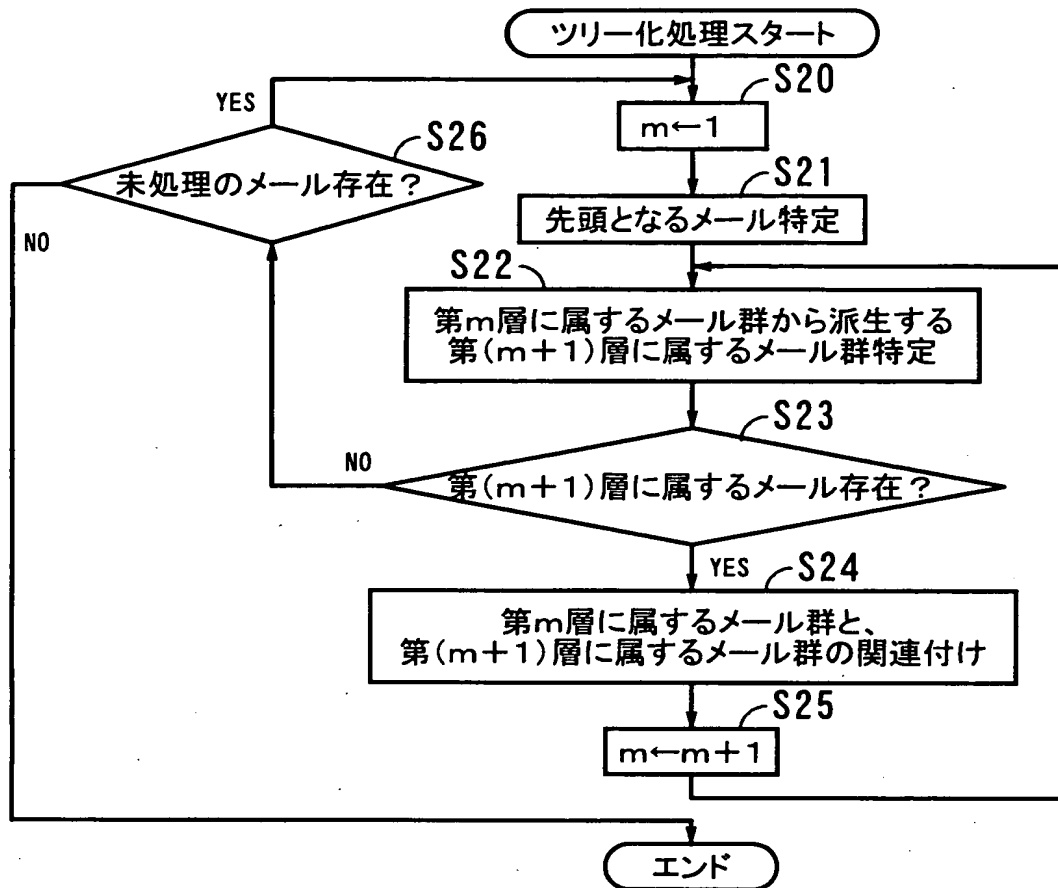 ツリー化処理スタート
S20
m←1
S21
先頭となるメール特定
S22
第m層に属するメール群から派生する
第(m+1)層に属するメール群特定
S23
第(m+1)層に属するメール存在?
NO
YES
S24
第m層に属するメール群と、
第(m+1)層に属するメール群の関連付け
S25
m←m+1
S26
未処理のメール存在?
YES
NO
エンド